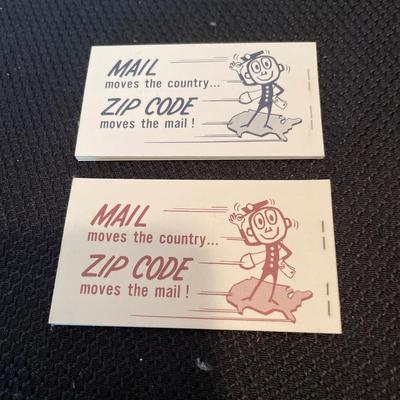 MAIL
moves the country...
ZIP CODE
moves the mail!
MAIL
moves the country...
ZIP CODE
moves the mail!